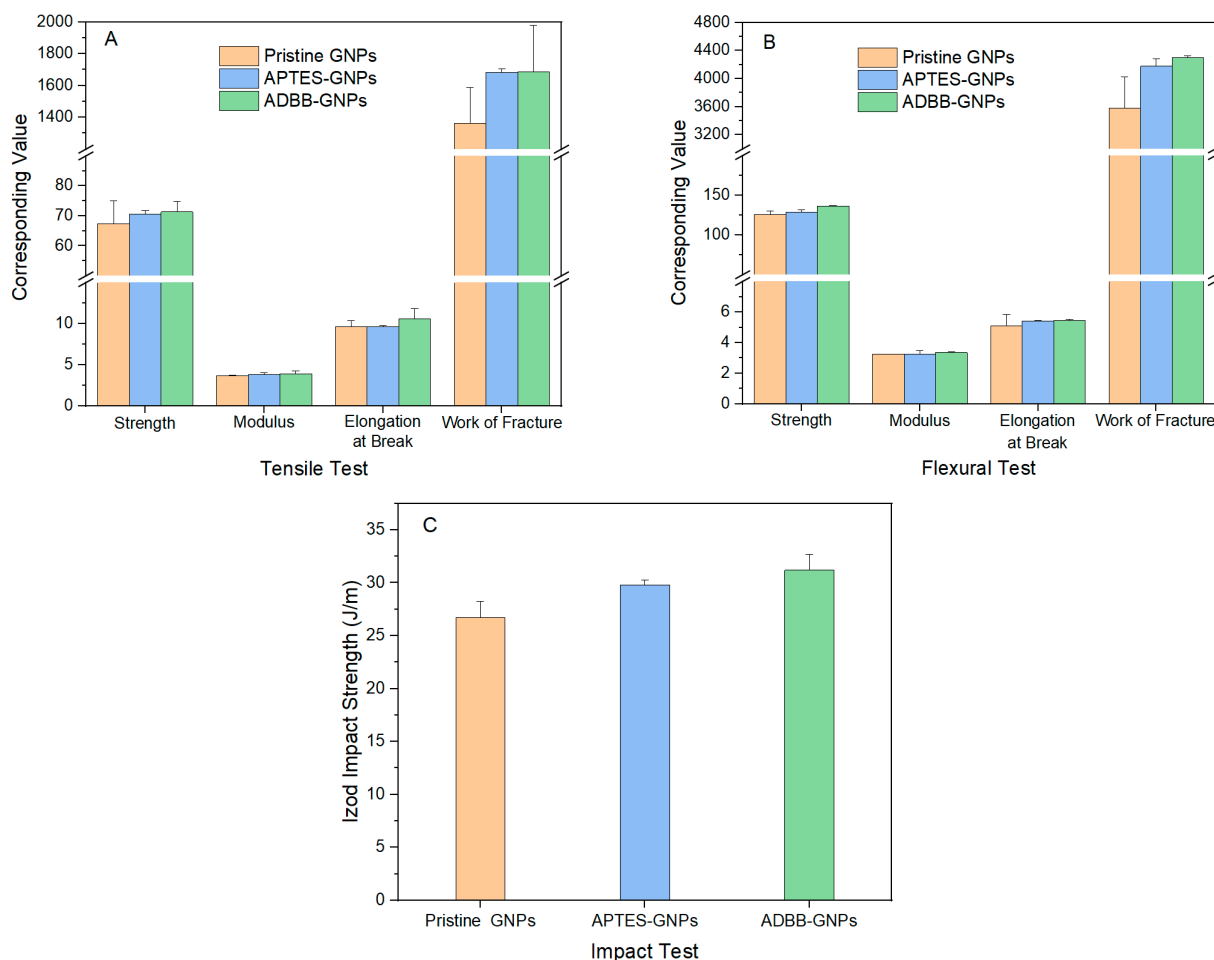 A
Pristine GNPs
APTES-GNPs
ADBB-GNPs
2000
1800
1600
1400
80
70
60
10
5
0
Corresponding Value
Strength
Modulus
Elongation
at Break
Work of Fracture
Tensile Test
B
Pristine GNPs
APTES-GNPs
ADBB-GNPs
4800
4400
4000
3600
3200
150
100
6
4
2
0
Corresponding Value
Strength
Modulus
Elongation
at Break
Work of Fracture
Flexural Test
C
35
30
25
20
15
10
5
0
Izod Impact Strength (J/m)
Pristine GNPs
APTES-GNPs
ADBB-GNPs
Impact Test